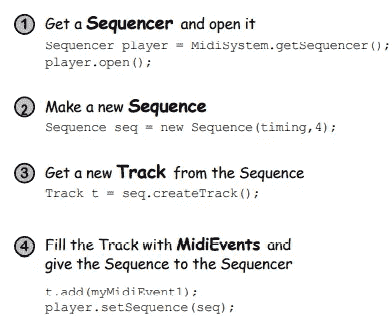 1 Get a Sequencer and open it
Sequencer player = MidiSystem.getSequencer();
player.open();
2 Make a new Sequence
Sequence seq = new Sequence(timing,4);
3 Get a new Track from the Sequence
Track t = seq.createTrack();
4 Fill the Track with MidiEvents and
give the Sequence to the Sequencer
t.add(myMidiEvent1);
player.setSequence(seq);